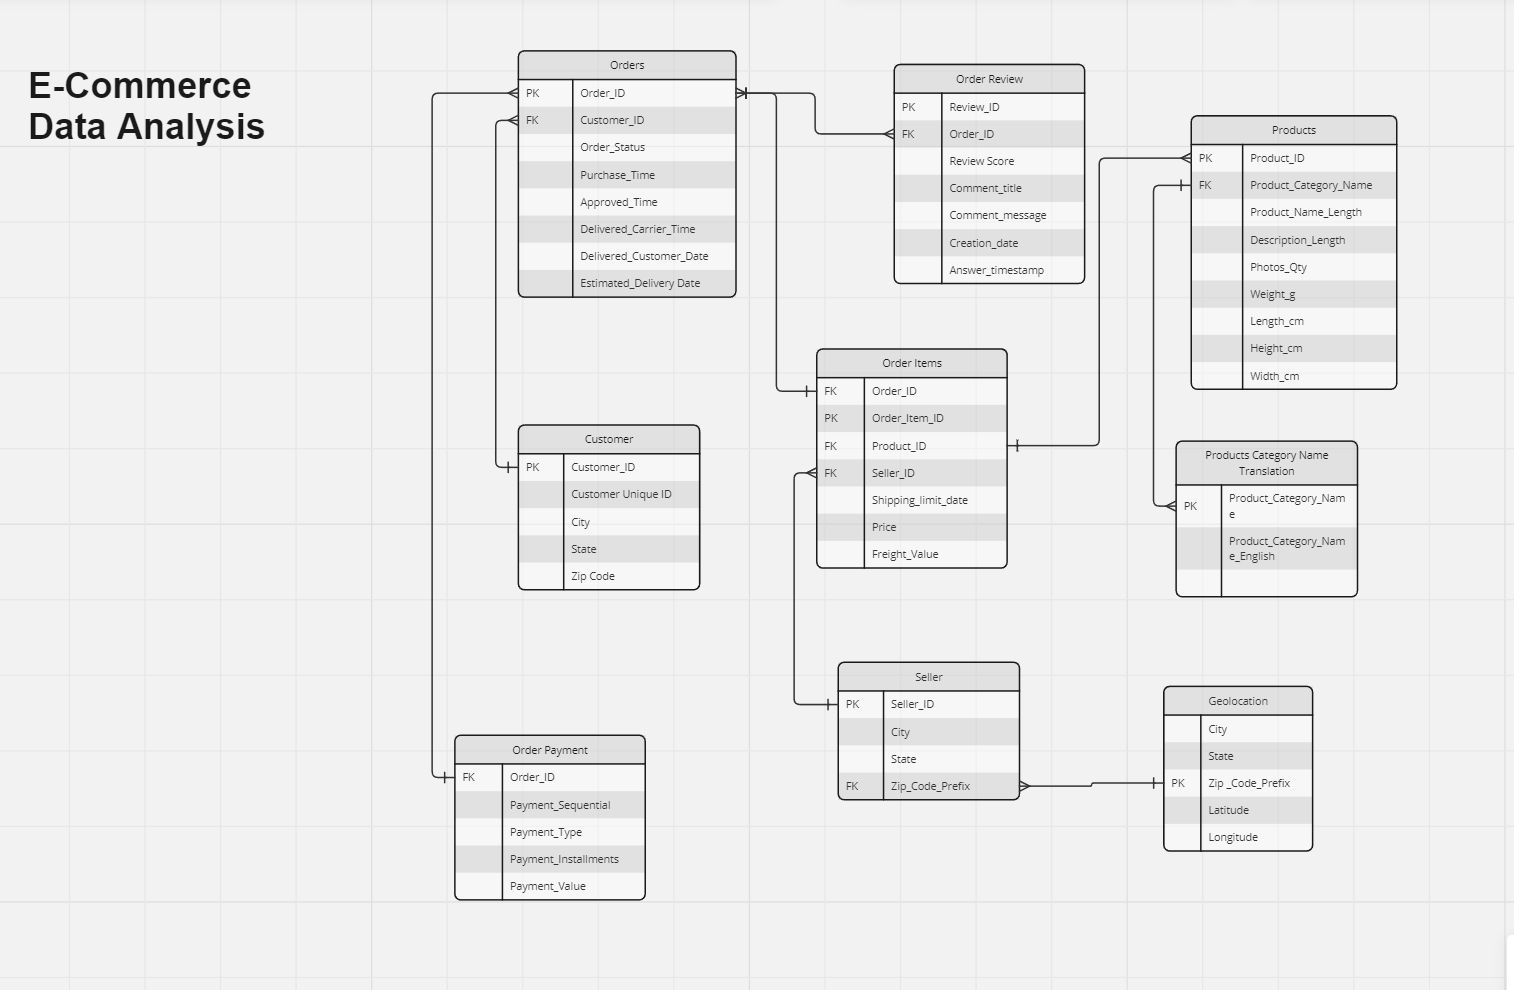 E-Commerce
Data Analysis
Orders
PK Order_ID
FK Customer_ID
Order_Status
Purchase_Time
Approved_Time
Delivered_Carrier_Time
Delivered_Customer_Date
Estimated_Delivery Date
Order Review
PK Review_ID
FK Order_ID
Review Score
Comment_title
Comment_message
Creation_date
Answer_timestamp
Products
PK Product_ID
FK Product_Category_Name
Product_Name_Length
Description_Length
Photos_Qty
Weight_g
Length_cm
Height_cm
Width_cm
Order Items
FK Order_ID
PK Order_Item_ID
FK Product_ID
FK Seller_ID
Shipping_limit_date
Price
Freight_Value
Customer
PK Customer_ID
Customer Unique ID
City
State
Zip Code
Products Category Name
Translation
PK Product_Category_Nam
e
Product_Category_Nam
e_English
Seller
PK Seller_ID
City
State
FK Zip_Code_Prefix
Geolocation
City
State
PK Zip _Code_Prefix
Latitude
Longitude
Order Payment
FK Order_ID
Payment_Sequential
Payment_Type
Payment_Installments
Payment_Value